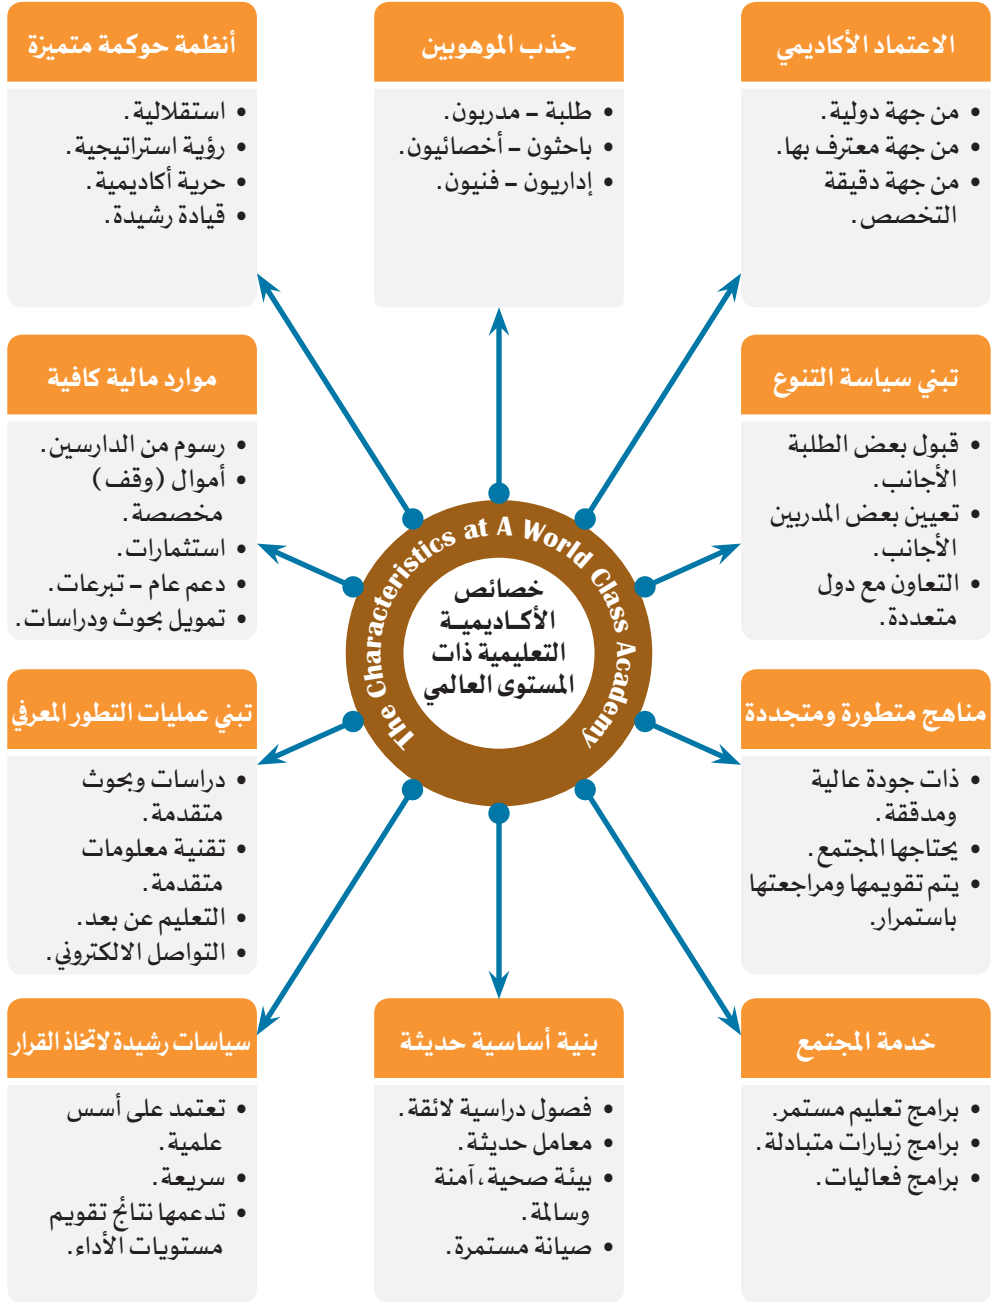 الاعتماد الأكاديمي
• من جهة دولية.
• من جهة معترف بها.
• من جهة دقيقة
التخصص.
جذب الموهوبين
• طلبة – مدربون.
• باحثون – أخصائيون.
• إداريون – فنيون.
أنظمة حوكمة متميزة
• استقلالية.
• رؤية استراتيجية.
• حرية أكاديمية.
• قيادة رشيدة.
تبني سياسة التنوع
• قبول بعض الطلبة
الأجانب.
• تعيين بعض المدربين
الأجانب.
• التعاون مع دول
متعددة.
موارد مالية كافية
• رسوم من الدارسين.
• أموال (وقف)
مخصصة.
• استثمارات.
• دعم عام – تبرعات.
• تمويل بحوث ودراسات.
The Characteristics at A World Class Academy
خصائص
الأكـاديميـة
التعليمية ذات
المستوى العالمي
مناهج متطورة ومتجددة
• ذات جودة عالية
ومدققة.
• يحتاجها المجتمع.
• يتم تقويمها ومراجعتها
باستمرار.
تبني عمليات التطور المعرفي
• دراسات وبحوث
متقدمة.
• تقنية معلومات
متقدمة.
• التعليم عن بعد.
• التواصل الالكتروني.
خدمة المجتمع
• برامج تعليم مستمر.
• برامج زيارات متبادلة.
• برامج فعاليات.
بنية أساسية حديثة
• فصول دراسية لائقة.
• معامل حديثة.
• بيئة صحية، آمنة
وسالمة.
• صيانة مستمرة.
سياسات رشيدة لاتخاذ القرار
• تعتمد على أسس
علمية.
• سريعة.
• تدعمها نتائج تقويم
مستويات الأداء.